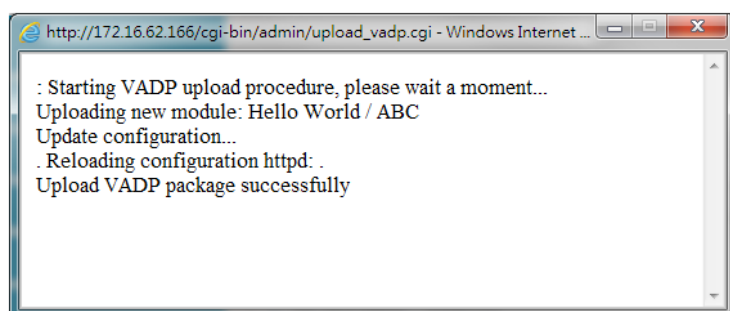 http://172.16.62.166/cgi-bin/admin/upload_vadp.cgi - Windows Internet ...
: Starting VADP upload procedure, please wait a moment...
Uploading new module: Hello World / ABC
Update configuration...
. Reloading configuration httpd: .
Upload VADP package successfully